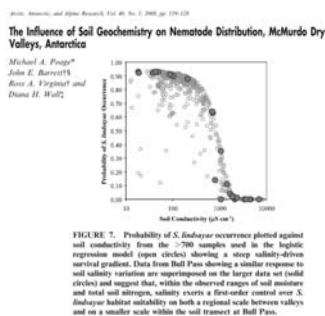 Arctic, Antarctic, and Alpine Research, Vol. 40, No. 1, 2008, pp. 119–128
The Influence of Soil Geochemistry on Nematode Distribution, McMurdo Dry
Valleys, Antarctica
Michael A. Poage*
John E. Barrett†§
Ross A. Virginia† and
Diana H. Wall‡
Probability of S. lindsayae Occurrence
1.00
0.90
0.80
0.70
0.60
0.50
0.40
0.30
0.20
0.10
0.00
10
100
1000
10000
Soil Conductivity (µS cm⁻¹)
FIGURE 7. Probability of S. lindsayae occurrence plotted against
soil conductivity from the >700 samples used in the logistic
regression model (open circles) showing a steep salinity-driven
survival gradient. Data from Bull Pass showing a similar response to
soil salinity variation are superimposed on the larger data set (solid
circles) and suggest that, within the observed ranges of soil moisture
and total soil nitrogen, salinity exerts a first-order control over S.
lindsayae habitat suitability on both a regional scale between valleys
and on a smaller scale within the soil transect at Bull Pass.